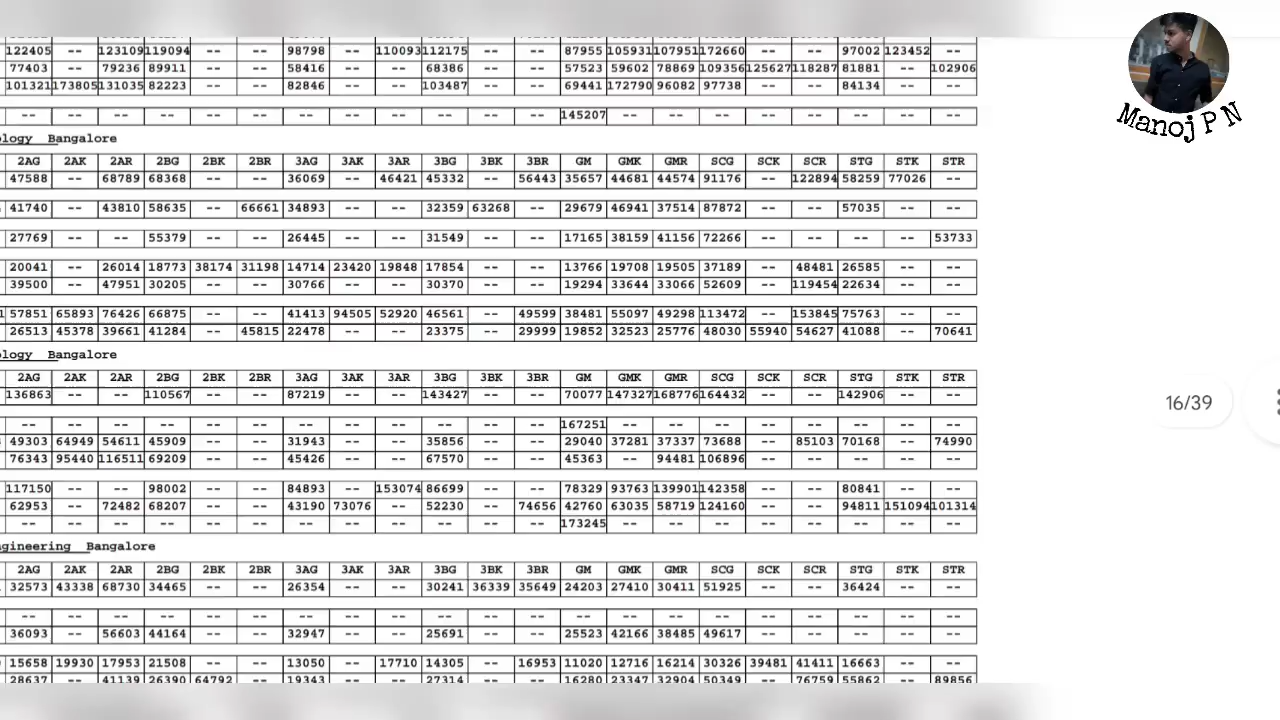 122405 -- 123109 119094 -- -- 98798 -- 110093 112175 -- -- 87955 105931 107951 172660 -- -- 97002 123452 --
77403 -- 79236 89911 -- -- 58416 -- -- 68386 -- -- 57523 59602 78869 109356 125627 118287 81881 -- 102906
101321 173805 131035 82223 -- -- 82846 -- -- 103487 -- -- 69441 172790 96082 97738 -- -- 84134 -- --
-- -- -- -- -- -- -- -- -- -- -- -- 145207 -- -- -- -- -- -- -- --
ology Bangalore
2AG 2AK 2AR 2BG 2BK 2BR 3AG 3AK 3AR 3BG 3BK 3BR GM GMK GMR SCG SCK SCR STG STK STR
47588 -- 68789 68368 -- -- 36069 -- 46421 45332 -- 56443 35657 44681 44574 91176 -- 122894 58259 77026 --
41740 -- 43810 58635 -- 66661 34893 -- -- 32359 63268 -- 29679 46941 37514 87872 -- -- 57035 -- --
27769 -- -- 55379 -- -- 26445 -- -- 31549 -- -- 17165 38159 41156 72266 -- -- -- -- 53733
20041 -- 26014 18773 38174 31198 14714 23420 19848 17854 -- -- 13766 19708 19505 37189 -- 48481 26585 -- --
39500 -- 47951 30205 -- -- 30766 -- -- 30370 -- -- 19294 33644 33066 52609 -- 119454 22634 -- --
57851 65893 76426 66875 -- -- 41413 94505 52920 46561 -- 49599 38481 55097 49298 113472 -- 153845 75763 -- --
26513 45378 39661 41284 -- 45815 22478 -- -- 23375 -- 29999 19852 32523 25776 48030 55940 54627 41088 -- 70641
ology Bangalore
2AG 2AK 2AR 2BG 2BK 2BR 3AG 3AK 3AR 3BG 3BK 3BR GM GMK GMR SCG SCK SCR STG STK STR
136863 -- -- 110567 -- -- 87219 -- -- 143427 -- -- 70077 147327 168776 164432 -- -- 142906 -- --
-- -- -- -- -- -- -- -- -- -- -- -- 167251 -- -- -- -- -- -- -- --
49303 64949 54611 45909 -- -- 31943 -- -- 35856 -- -- 29040 37281 37337 73688 -- 85103 70168 -- 74990
76343 95440 116511 69209 -- -- 45426 -- -- 67570 -- -- 45363 -- 94481 106896 -- -- -- -- --
117150 -- -- 98002 -- -- 84893 -- 153074 86699 -- -- 78329 93763 139901 142358 -- -- 80841 -- --
62953 -- 72482 68207 -- -- 43190 73076 -- 52230 -- 74656 42760 63035 58719 124160 -- -- 94811 151094 101314
-- -- -- -- -- -- -- -- -- -- -- -- 173245 -- -- -- -- -- -- -- --
gineering Bangalore
2AG 2AK 2AR 2BG 2BK 2BR 3AG 3AK 3AR 3BG 3BK 3BR GM GMK GMR SCG SCK SCR STG STK STR
32573 43338 68730 34465 -- -- 26354 -- -- 30241 36339 35649 24203 27410 30411 51925 -- -- 36424 -- --
-- -- -- -- -- -- -- -- -- -- -- -- -- -- -- -- -- -- -- -- --
36093 -- 56603 44164 -- -- 32947 -- -- 25691 -- -- 25523 42166 38485 49617 -- -- -- -- --
15658 19930 17953 21508 -- -- 13050 -- 17710 14305 -- 16953 11020 12716 16214 30326 39481 41411 16663 -- --
28637 -- 41139 26390 64792 -- 19343 -- -- 27314 -- -- 16280 23347 32904 50349 -- 76759 55862 -- 89856
Manoj P N
16/39